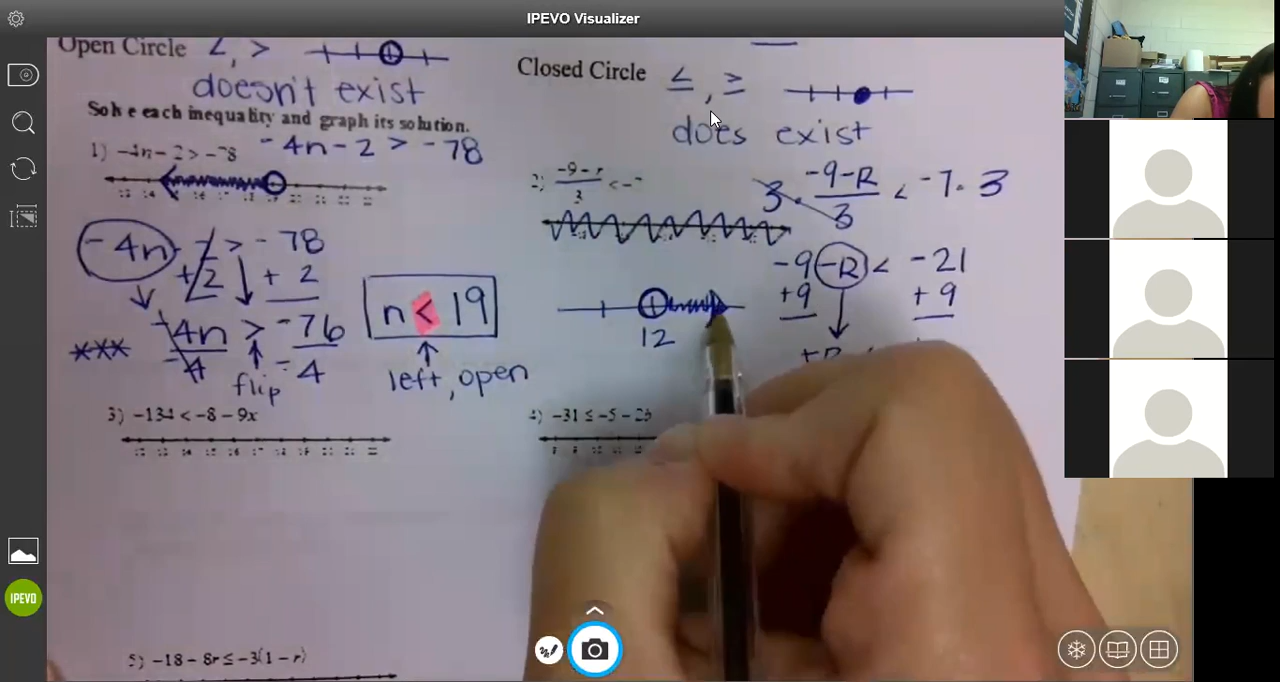 IPEVO Visualizer
Open Circle <, >
doesn't exist
Closed Circle ≤, ≥
does exist
Solve each inequality and graph its solution.
1) -4n - 2 > -78
-4n - 2 > -78
-4n - 2 > -78
+2 + 2
-4n > -76
-4 -4
***
flip
n < 19
left, open
2) -9 - r
3
3 · -9-R < -7 · 3
3
-9 -R < -21
+9 +9
12
3) -134 < -8 - 9x
4) -31 ≤ -5 - 2b
5) -18 - 8r ≤ -3(1 - r)
IPEVO